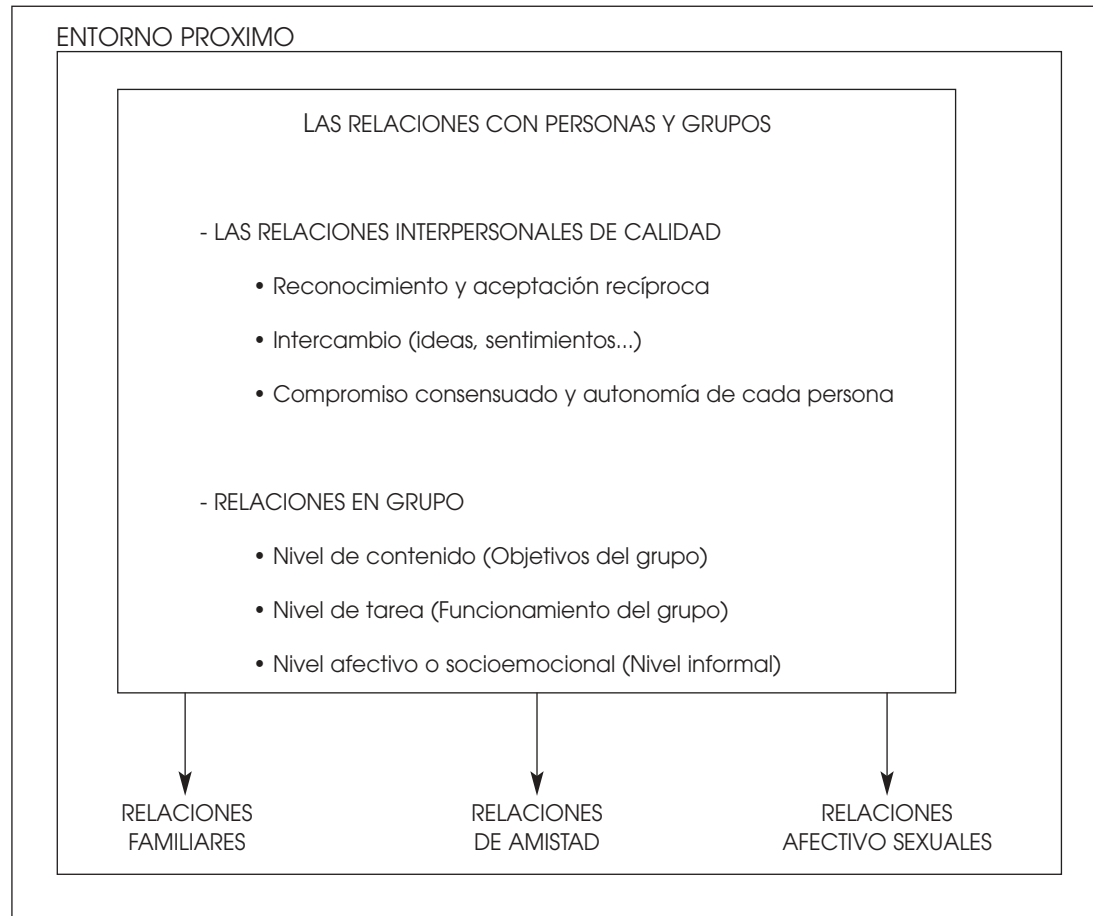 ENTORNO PROXIMO
LAS RELACIONES CON PERSONAS Y GRUPOS
- LAS RELACIONES INTERPERSONALES DE CALIDAD
• Reconocimiento y aceptación recíproca
• Intercambio (ideas, sentimientos...)
• Compromiso consensuado y autonomía de cada persona
- RELACIONES EN GRUPO
• Nivel de contenido (Objetivos del grupo)
• Nivel de tarea (Funcionamiento del grupo)
• Nivel afectivo o socioemocional (Nivel informal)
RELACIONES
FAMILIARES
RELACIONES
DE AMISTAD
RELACIONES
AFECTIVO SEXUALES